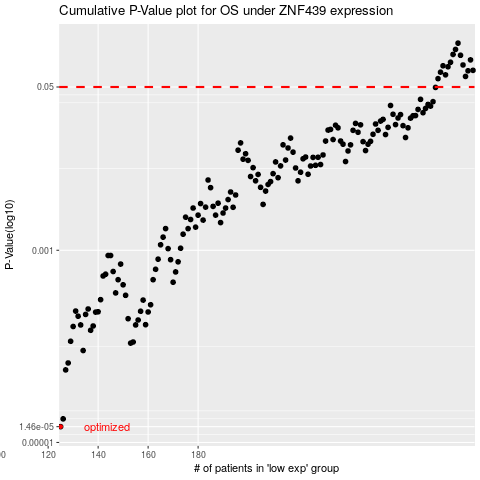 Cumulative P-Value plot for OS under ZNF439 expression
P-Value(log10)
0.05
0.001
1.46e-05
0.00001
optimized
0 120 140 160 180
# of patients in 'low exp' group